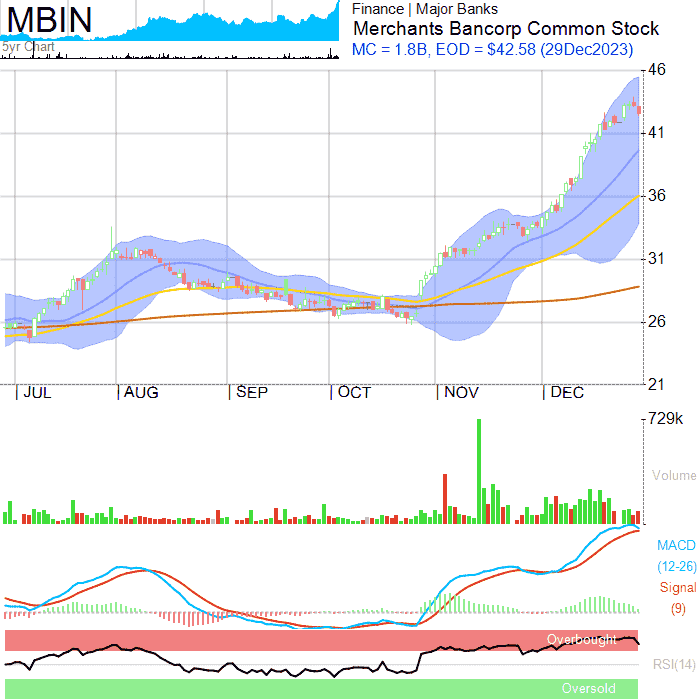 MBIN
Finance | Major Banks
Merchants Bancorp Common Stock
MC = 1.8B, EOD = $42.58 (29Dec2023)
5yr Chart
46
41
36
31
26
21
| JUL | AUG | SEP | OCT | NOV | DEC
729k
Volume
MACD
(12-26)
Signal
(9)
Overbought
RSI(14)
Oversold